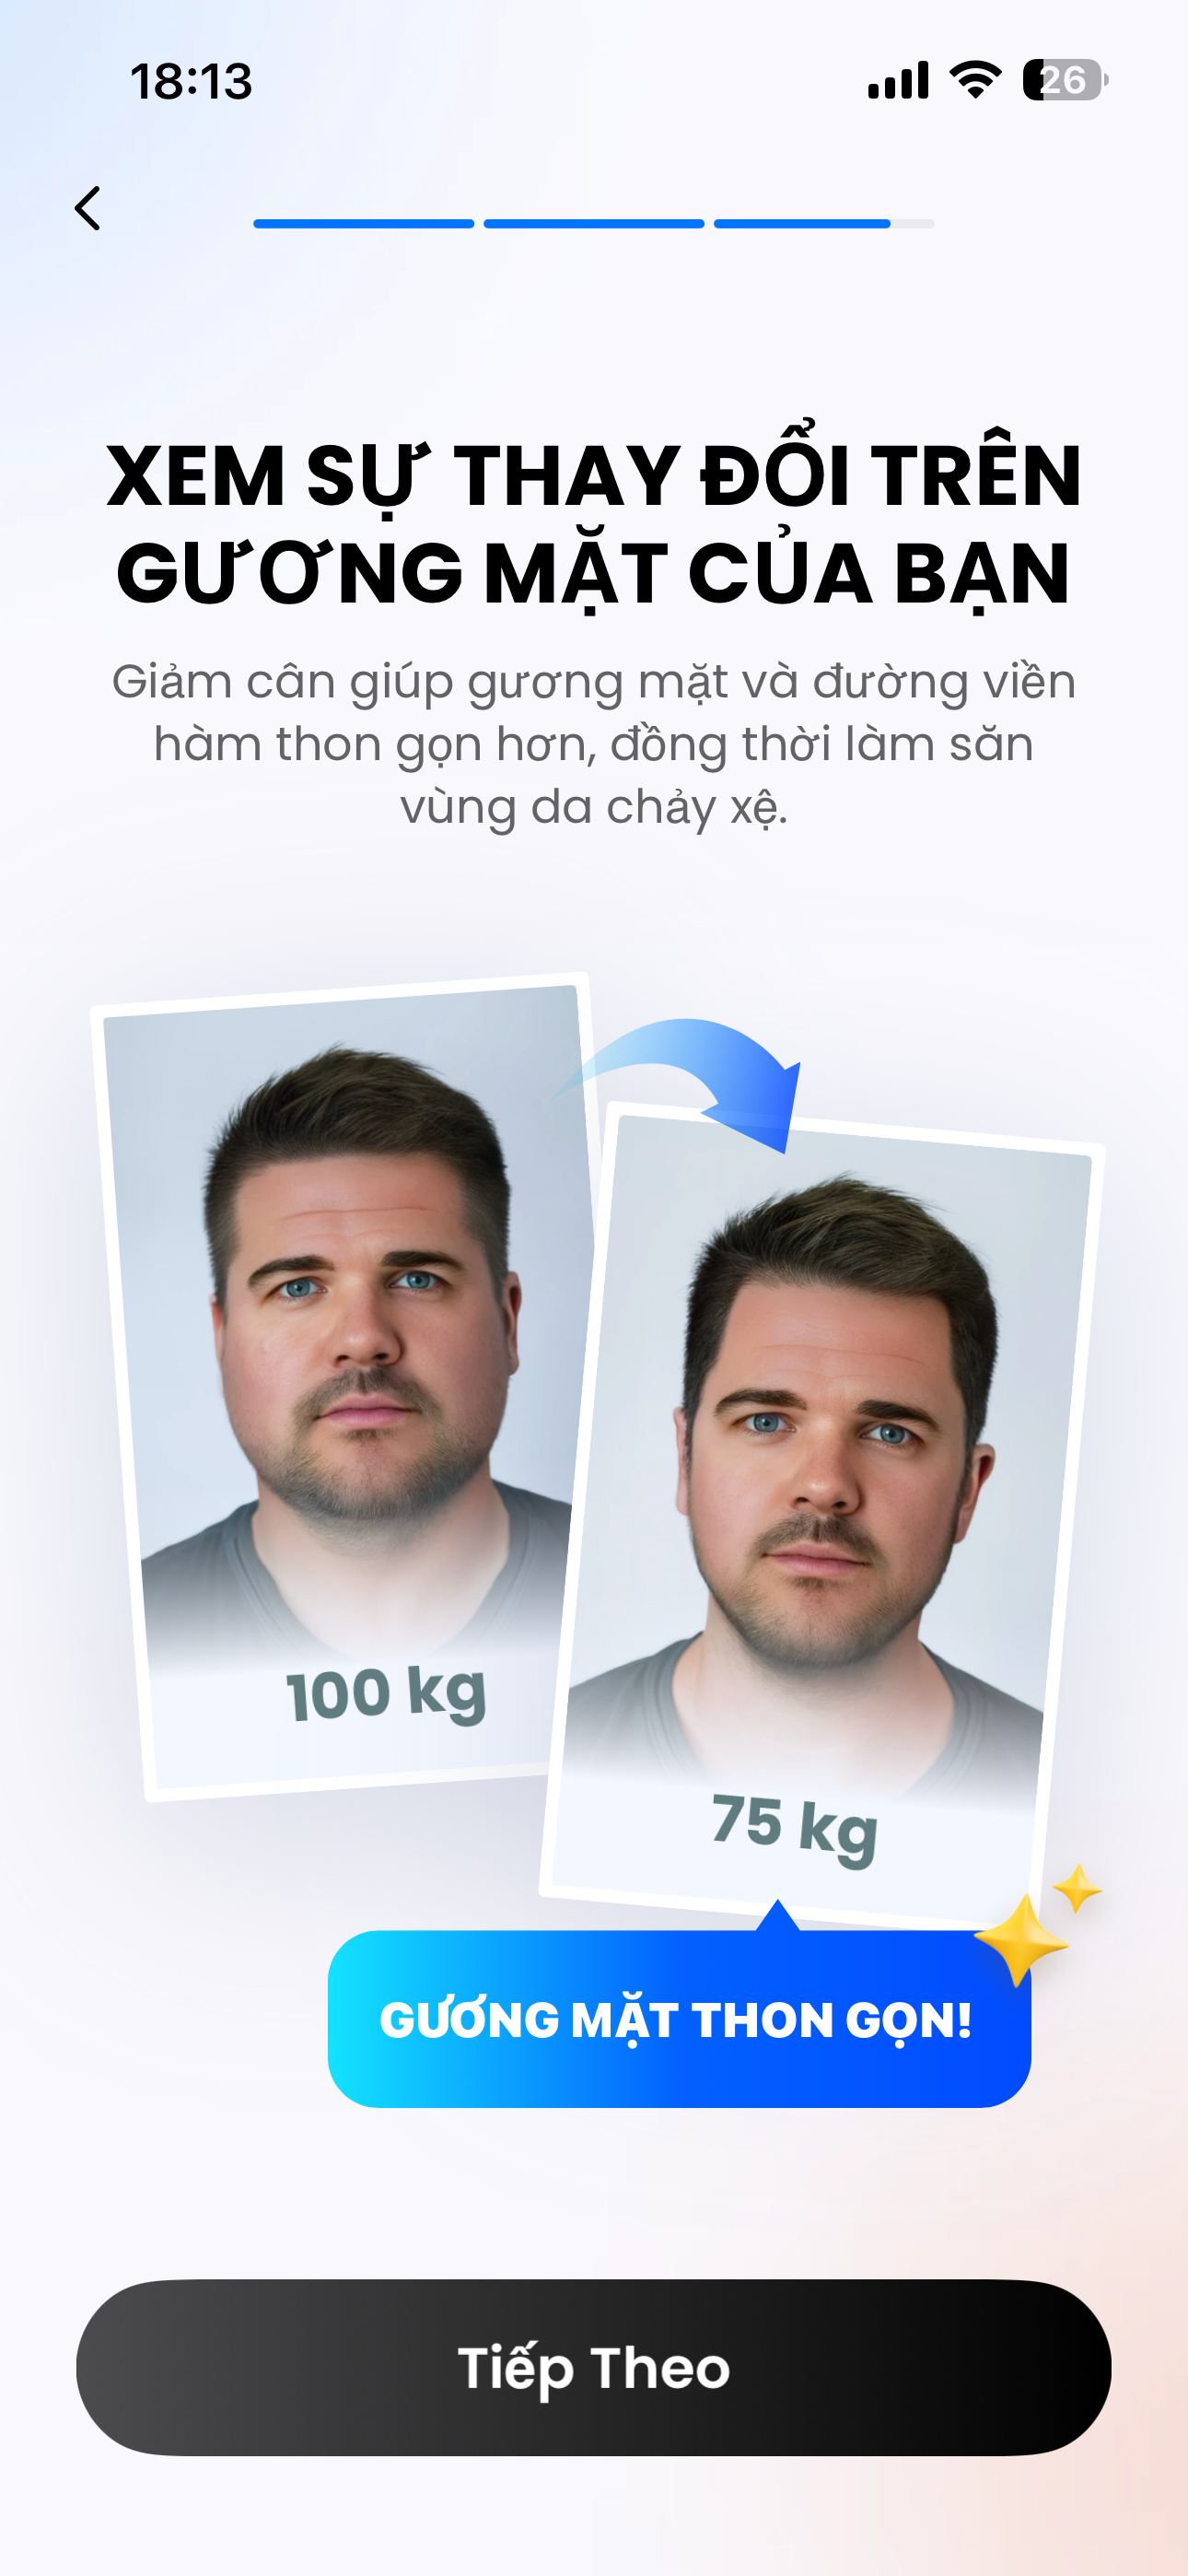 18:13
26
XEM SỰ THAY ĐỔI TRÊN
GƯƠNG MẶT CỦA BẠN
Giảm cân giúp gương mặt và đường viền
hàm thon gọn hơn, đồng thời làm săn
vùng da chảy xệ.
100 kg
75 kg
GƯƠNG MẶT THON GỌN!
Tiếp Theo